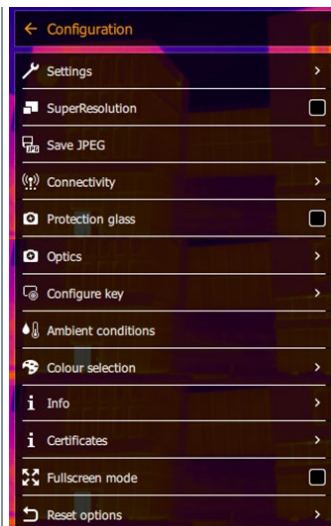 Configuration
Settings
SuperResolution
JPG
Save JPEG
Connectivity
Protection glass
Optics
Configure key
Ambient conditions
Colour selection
Info
Certificates
Fullscreen mode
Reset options